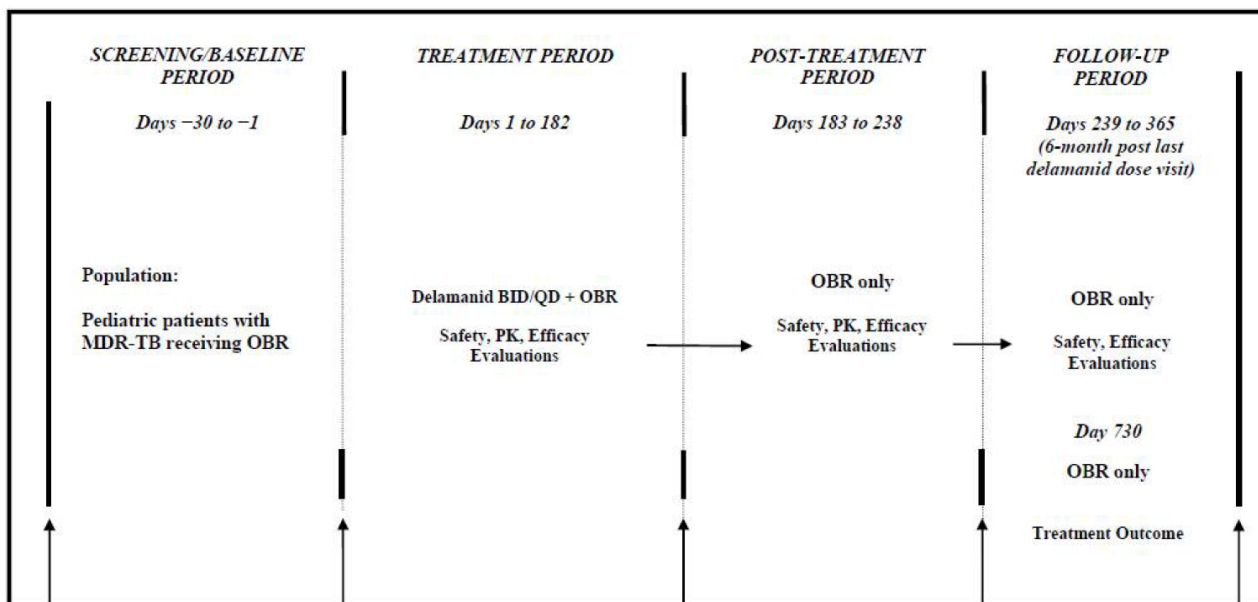 SCREENING/BASELINE
PERIOD
Days −30 to −1
Population:
Pediatric patients with
MDR-TB receiving OBR
TREATMENT PERIOD
Days 1 to 182
Delamanid BID/QD + OBR
Safety, PK, Efficacy
Evaluations
POST-TREATMENT
PERIOD
Days 183 to 238
OBR only
Safety, PK, Efficacy
Evaluations
FOLLOW-UP
PERIOD
Days 239 to 365
(6-month post last
delamanid dose visit)
OBR only
Safety, Efficacy
Evaluations
Day 730
OBR only
Treatment Outcome